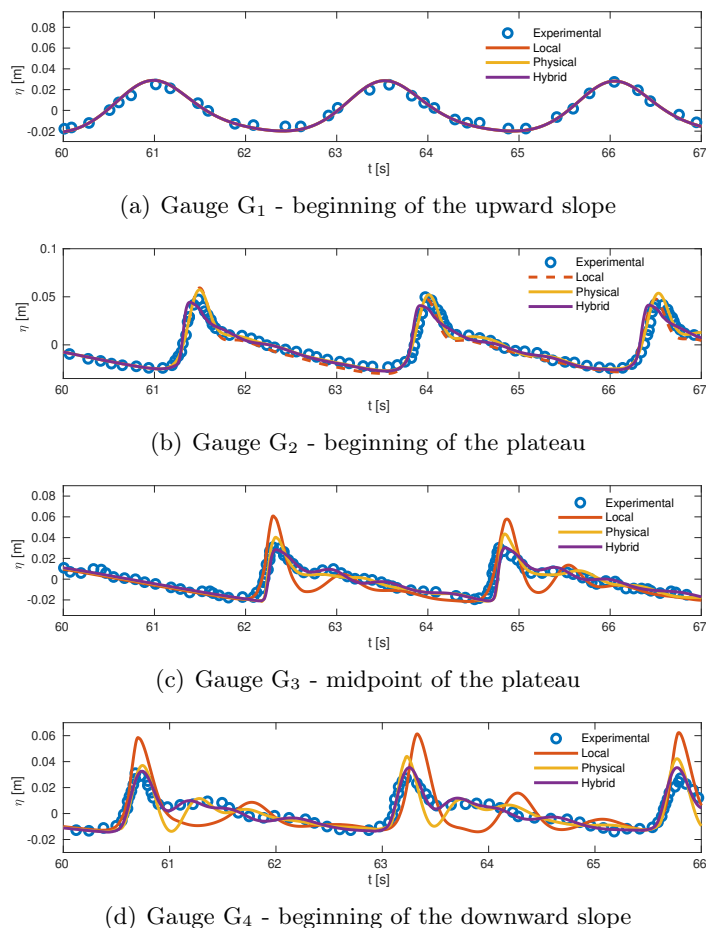 0.08
0.06
0.04
0.02
0
-0.02
η [m]
Experimental
Local
Physical
Hybrid
60 61 62 63 64 65 66 67
t [s]
(a) Gauge G₁ - beginning of the upward slope
0.1
0.05
0
η [m]
Experimental
Local
Physical
Hybrid
60 61 62 63 64 65 66 67
t [s]
(b) Gauge G₂ - beginning of the plateau
0.08
0.06
0.04
0.02
0
-0.02
η [m]
Experimental
Local
Physical
Hybrid
60 61 62 63 64 65 66 67
t [s]
(c) Gauge G₃ - midpoint of the plateau
0.06
0.04
0.02
0
-0.02
η [m]
Experimental
Local
Physical
Hybrid
60 61 62 63 64 65 66
t [s]
(d) Gauge G₄ - beginning of the downward slope